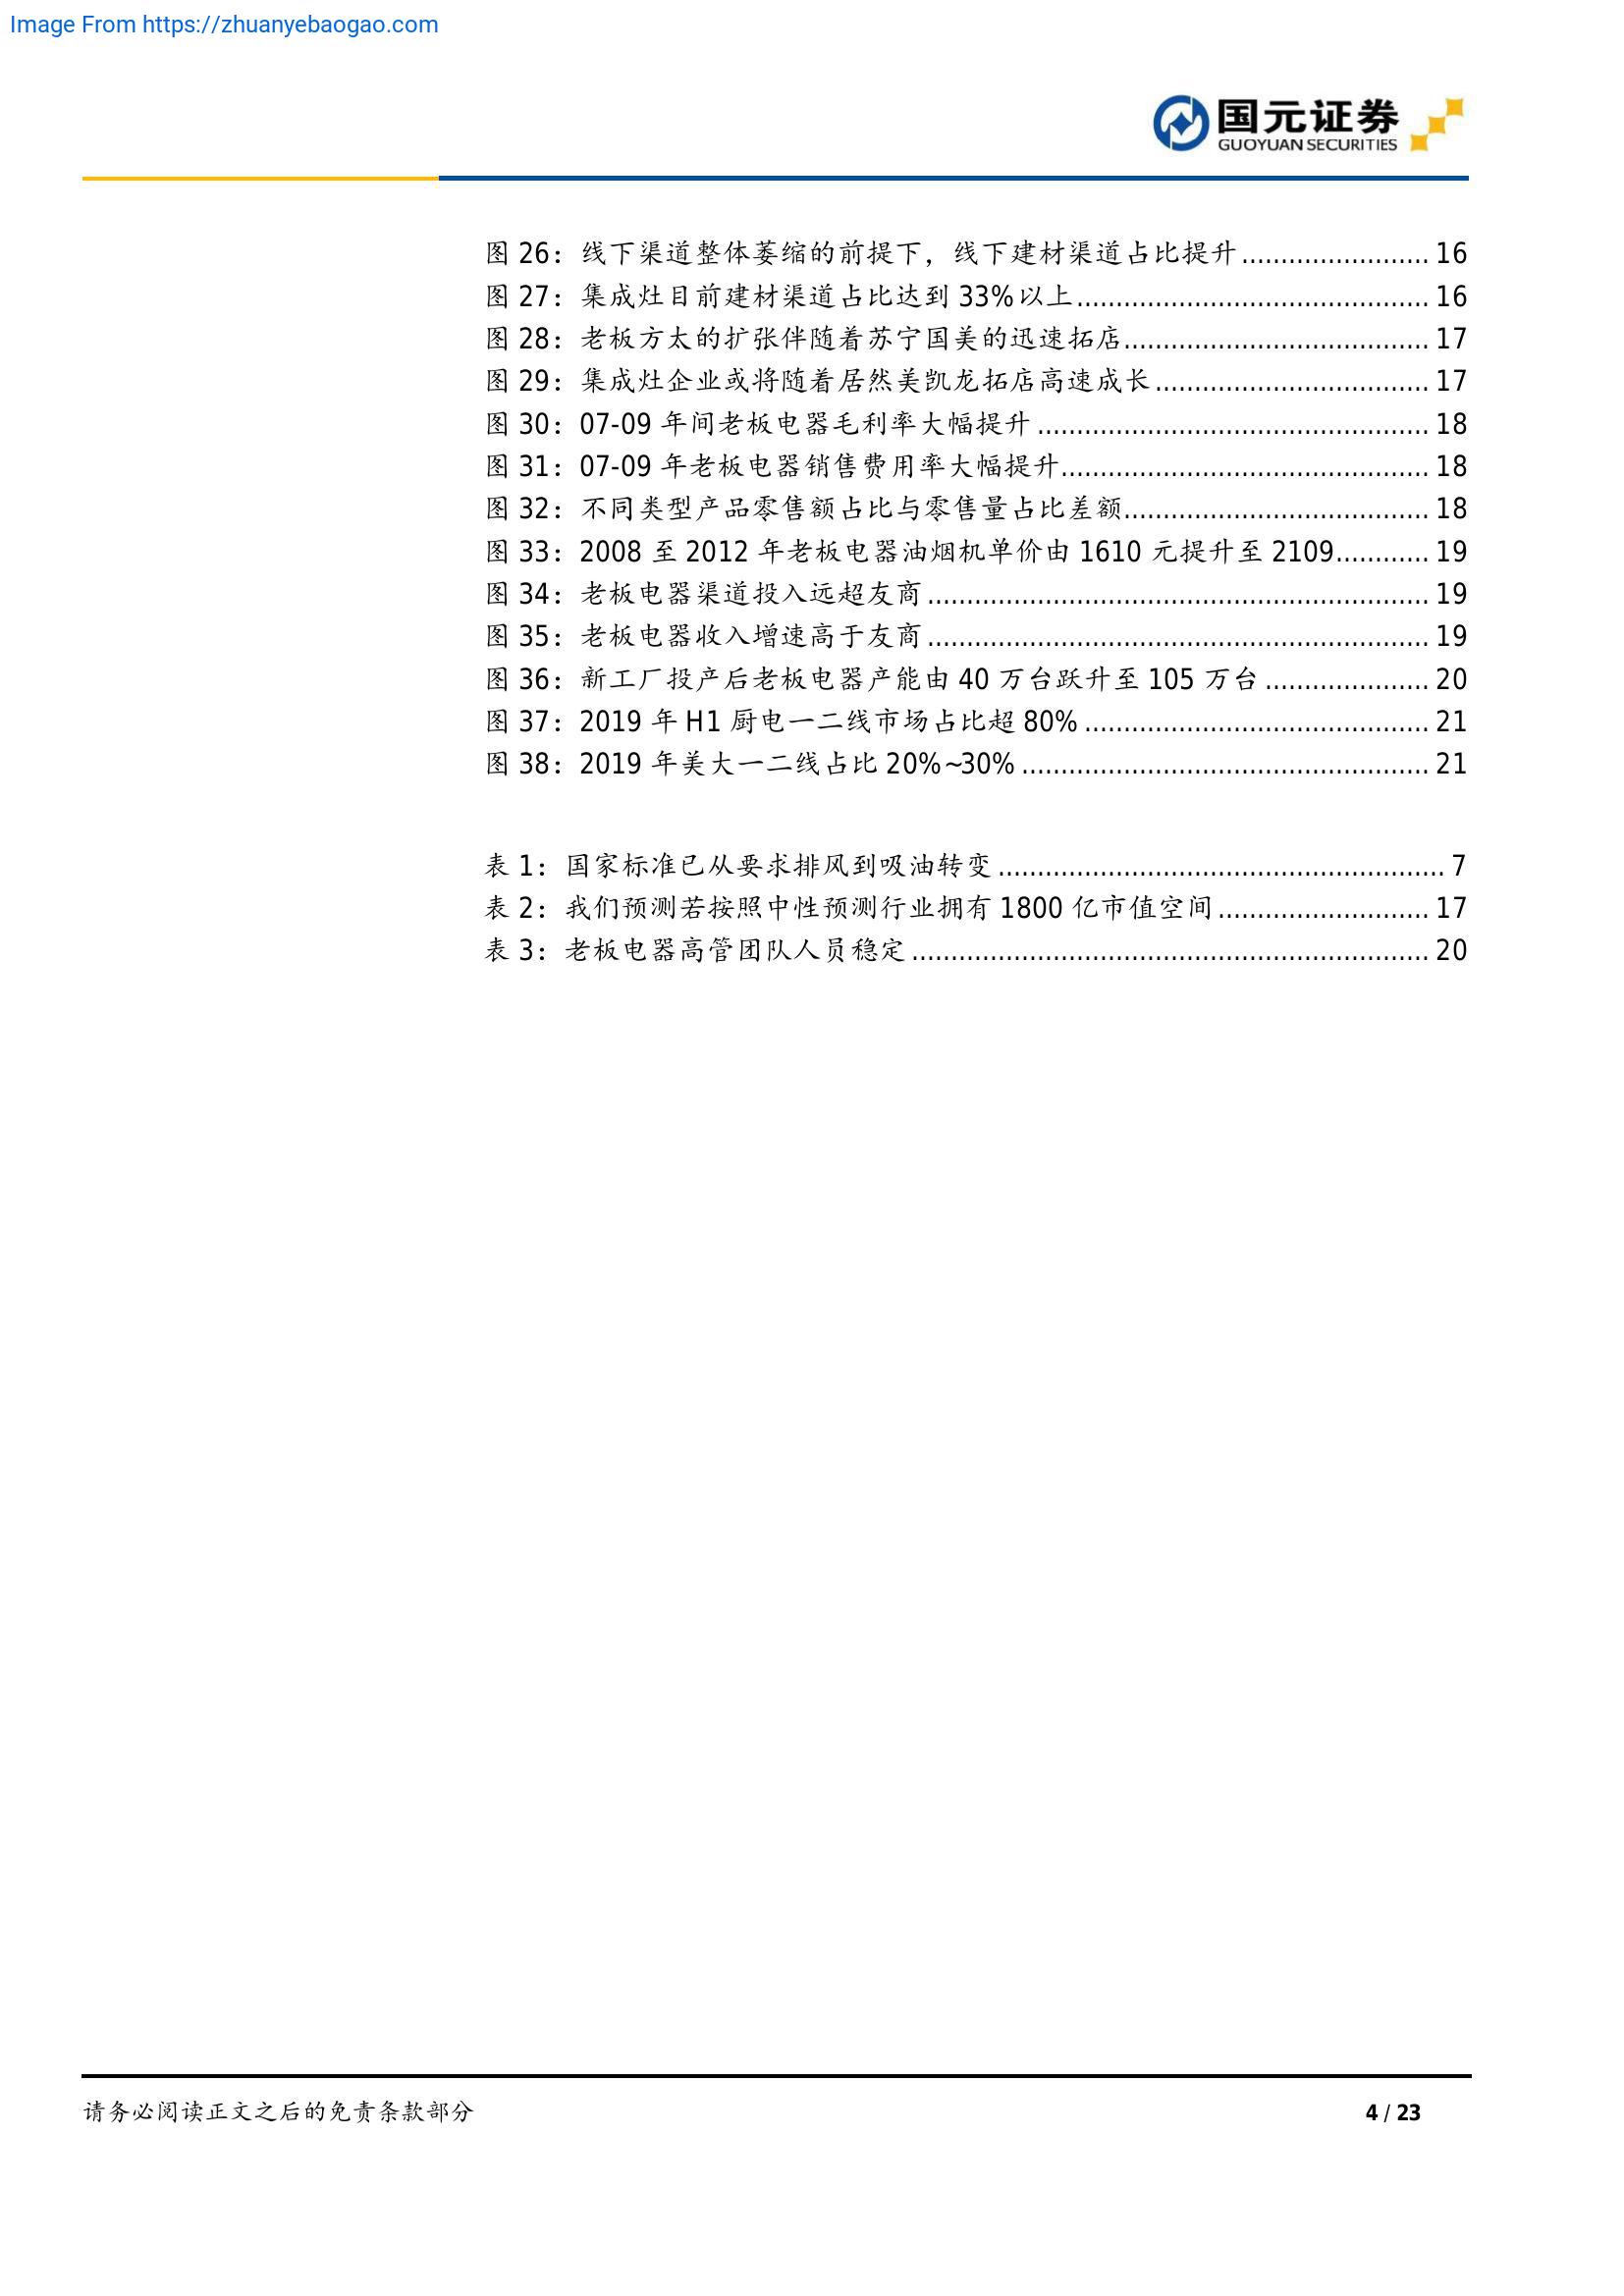 Image From https://zhuanyebaogao.com
国元证券
GUOYUAN SECURITIES
图 26：线下渠道整体萎缩的前提下，线下建材渠道占比提升........................ 16
图 27：集成灶目前建材渠道占比达到 33%以上............................................. 16
图 28：老板方太的扩张伴随着苏宁国美的迅速拓店....................................... 17
图 29：集成灶企业或将随着居然美凯龙拓店高速成长................................... 17
图 30：07-09 年间老板电器毛利率大幅提升.................................................. 18
图 31：07-09 年老板电器销售费用率大幅提升............................................... 18
图 32：不同类型产品零售额占比与零售量占比差额....................................... 18
图 33：2008 至 2012 年老板电器油烟机单价由 1610 元提升至 2109............ 19
图 34：老板电器渠道投入远超友商................................................................ 19
图 35：老板电器收入增速高于友商................................................................ 19
图 36：新工厂投产后老板电器产能由 40 万台跃升至 105 万台..................... 20
图 37：2019 年 H1 厨电一二线市场占比超 80%............................................ 21
图 38：2019 年美大一二线占比 20%~30%.................................................... 21
表 1：国家标准已从要求排风到吸油转变......................................................... 7
表 2：我们预测若按照中性预测行业拥有 1800 亿市值空间........................... 17
表 3：老板电器高管团队人员稳定.................................................................. 20
请务必阅读正文之后的免责条款部分
4 / 23